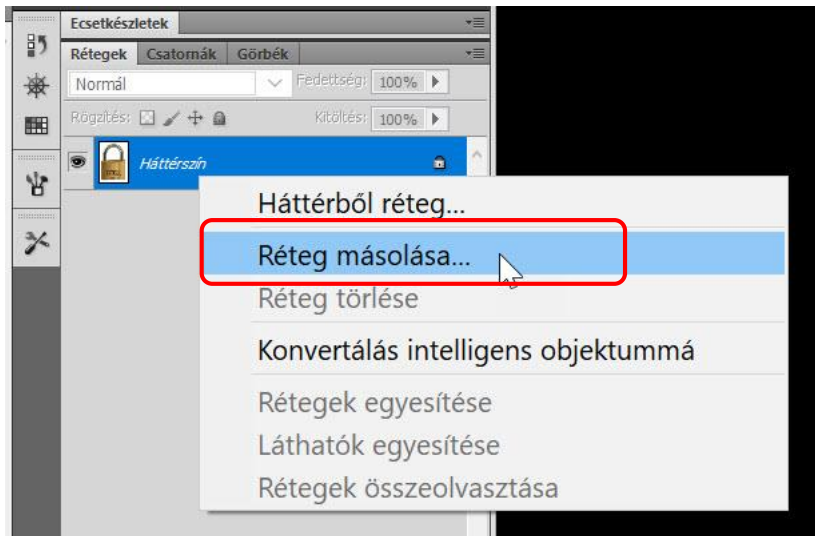 Ecsetkészletek
Rétegek Csatornák Görbék
Normál Fedettség: 100%
Rögzítés: Kitöltés: 100%
Háttérszín
Háttérből réteg...
Réteg másolása...
Réteg törlése
Konvertálás intelligens objektummá
Rétegek egyesítése
Láthatók egyesítése
Rétegek összeolvasztása